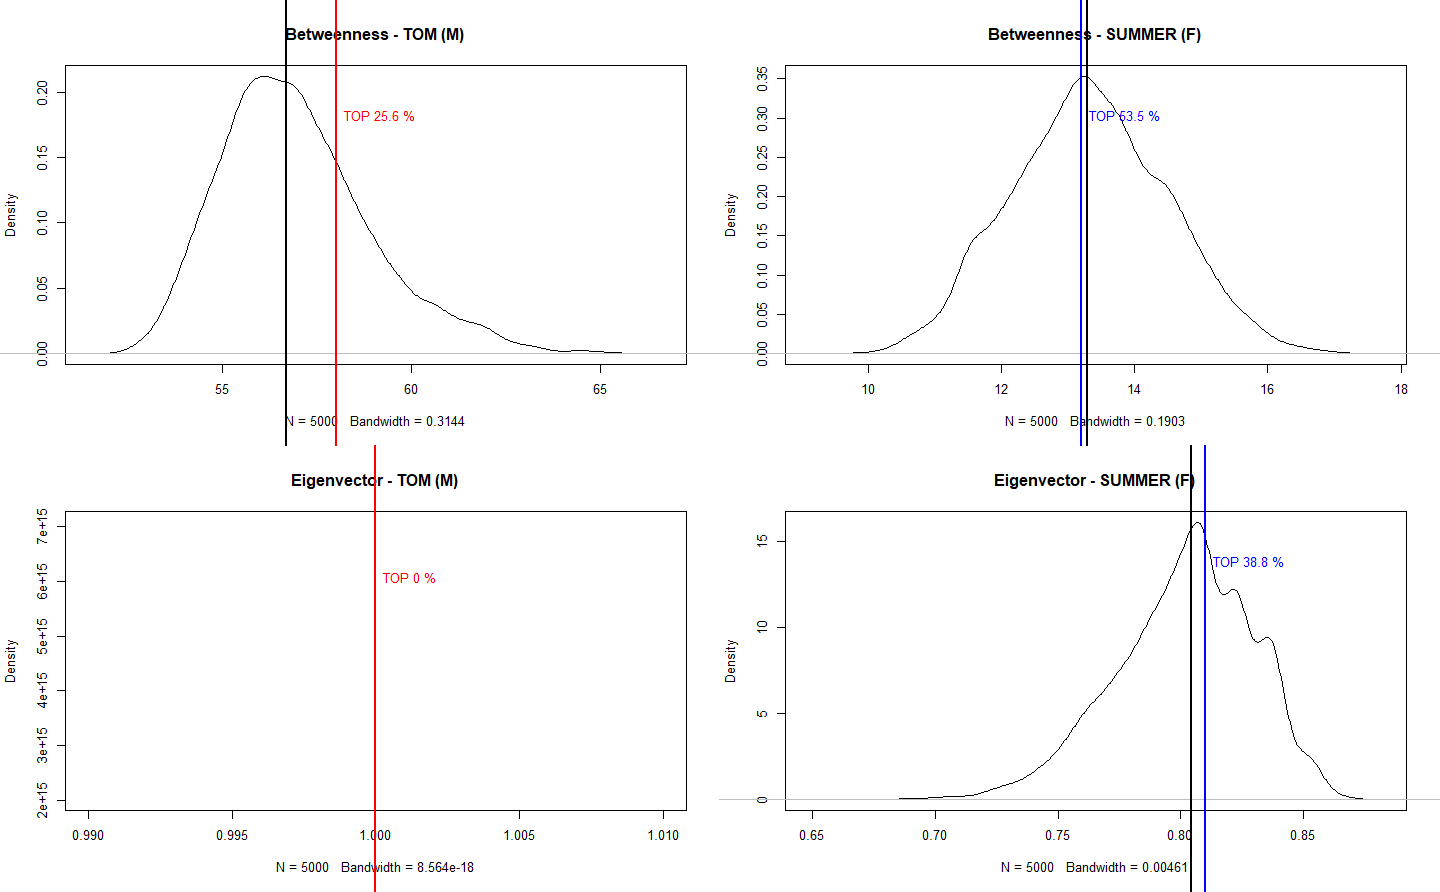 Betweenness - TOM (M)
Density
0.00 0.05 0.10 0.15 0.20
TOP 25.6 %
55 60 65
N = 5000 Bandwidth = 0.3144
Betweenness - SUMMER (F)
Density
0.00 0.05 0.10 0.15 0.20 0.25 0.30 0.35
TOP 53.5 %
10 12 14 16 18
N = 5000 Bandwidth = 0.1903
Eigenvector - TOM (M)
Density
2e+15 3e+15 4e+15 5e+15 6e+15 7e+15
TOP 0 %
0.990 0.995 1.000 1.005 1.010
N = 5000 Bandwidth = 8.564e-18
Eigenvector - SUMMER (F)
Density
0 5 10 15
TOP 38.8 %
0.65 0.70 0.75 0.80 0.85
N = 5000 Bandwidth = 0.00461